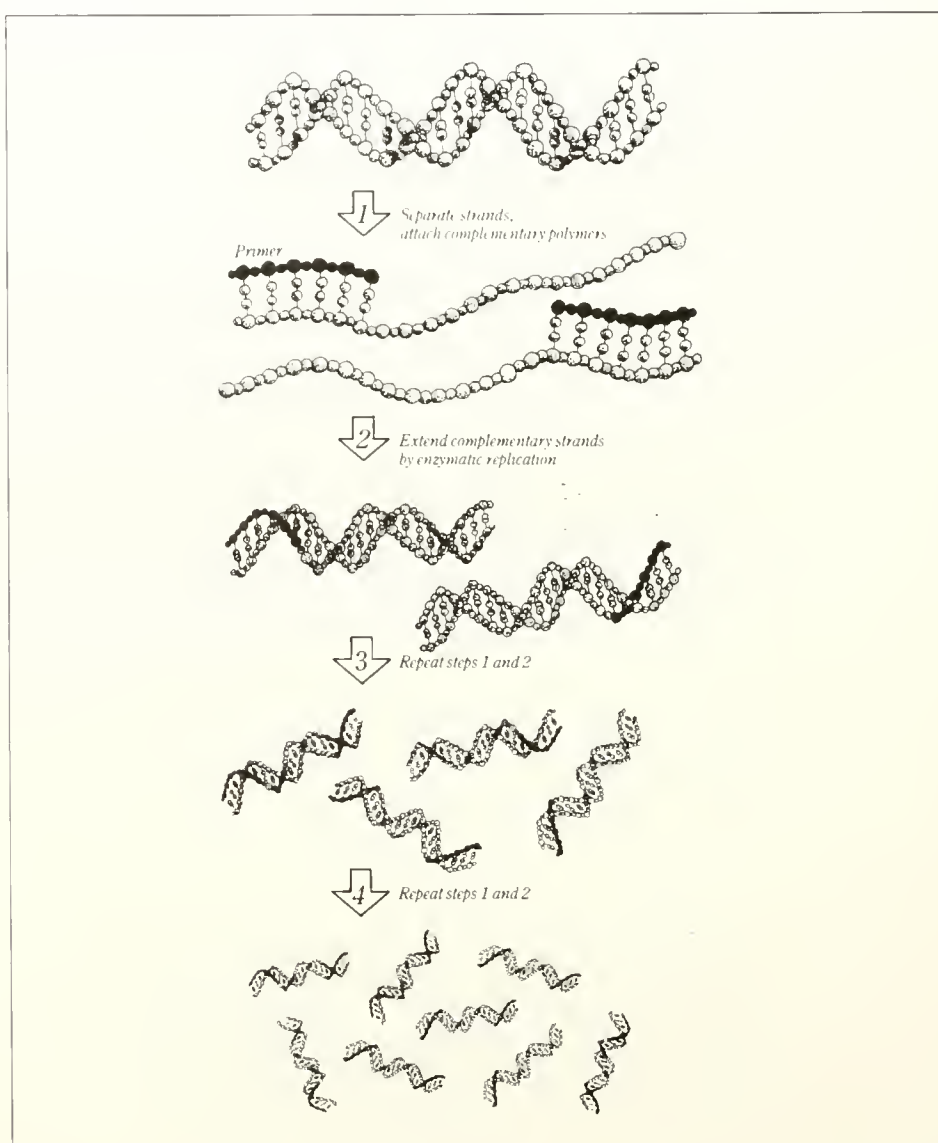 1
Separate strands,
attach complementary polymers
Primer
2
Extend complementary strands
by enzymatic replication
3
Repeat steps 1 and 2
4
Repeat steps 1 and 2